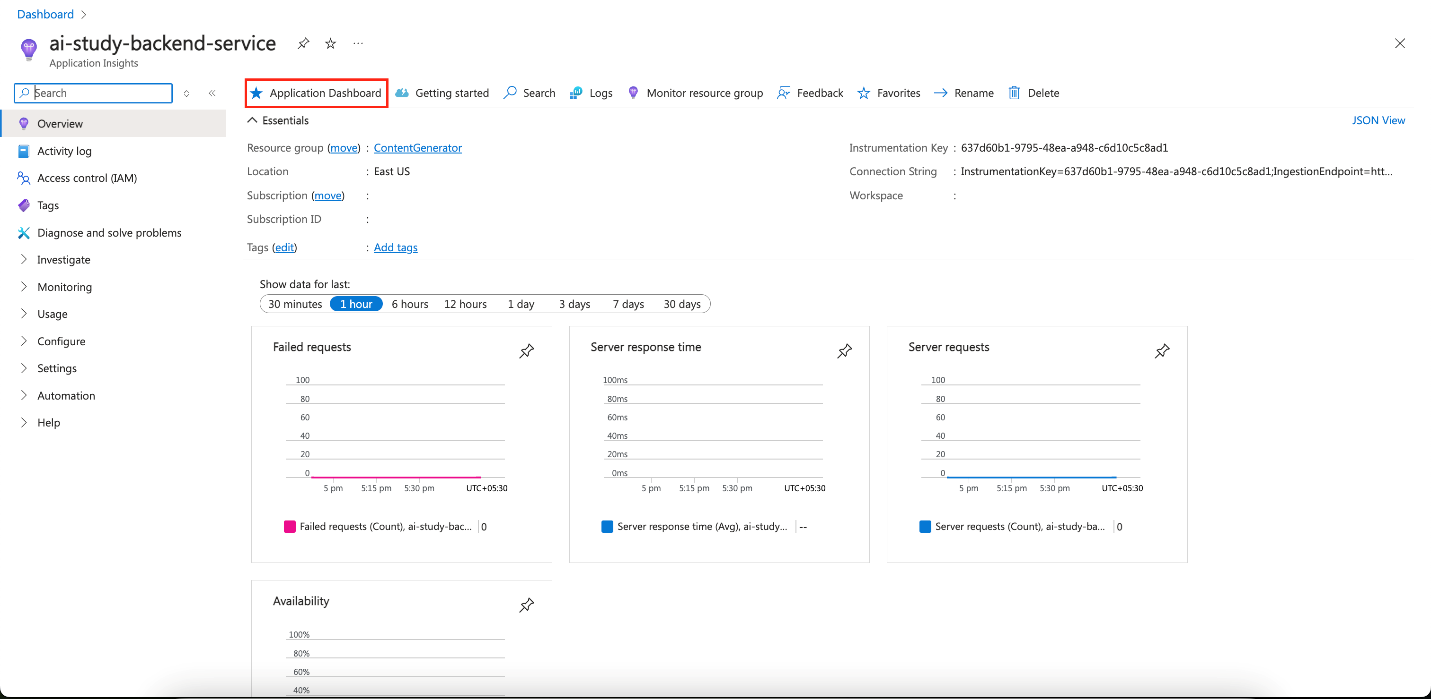 Dashboard
ai-study-backend-service
Application Insights
Search
Overview
Activity log
Access control (IAM)
Tags
Diagnose and solve problems
Investigate
Monitoring
Usage
Configure
Settings
Automation
Help
Application Dashboard Getting started Search Logs Monitor resource group Feedback Favorites Rename Delete
Essentials JSON View
Resource group (move) : ContentGenerator
Location : East US
Subscription (move) :
Subscription ID :
Tags (edit) : Add tags
Instrumentation Key : 637d60b1-9795-48ea-a948-c6d10c5c8ad1
Connection String : InstrumentationKey=637d60b1-9795-48ea-a948-c6d10c5c8ad1;IngestionEndpoint=htt...
Workspace :
Show data for last:
30 minutes 1 hour 6 hours 12 hours 1 day 3 days 7 days 30 days
Failed requests
100
80
60
40
20
0
5 pm 5:15 pm 5:30 pm UTC+05:30
Failed requests (Count), ai-study-bac... 0
Server response time
100ms
80ms
60ms
40ms
20ms
0ms
5 pm 5:15 pm 5:30 pm UTC+05:30
Server response time (Avg), ai-study... --
Server requests
100
80
60
40
20
0
5 pm 5:15 pm 5:30 pm UTC+05:30
Server requests (Count), ai-study-ba... 0
Availability
100%
80%
60%
40%